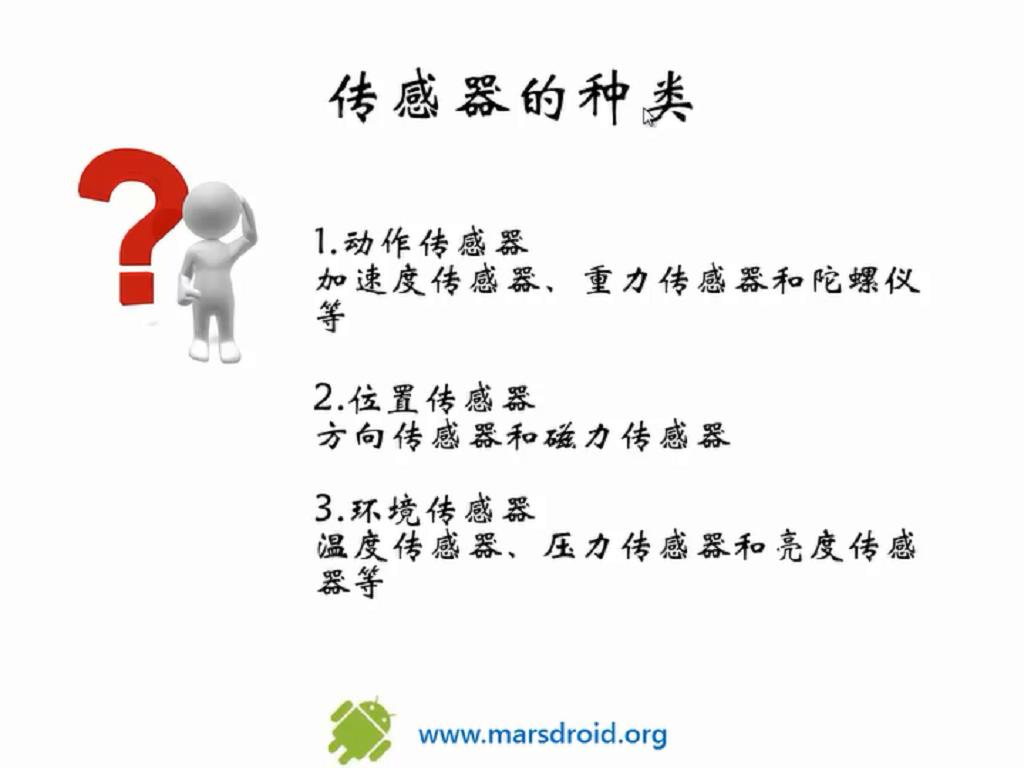 传感器的种类
1.动作传感器
加速度传感器、重力传感器和陀螺仪
等
2.位置传感器
方向传感器和磁力传感器
3.环境传感器
温度传感器、压力传感器和亮度传感
器等
www.marsdroid.org